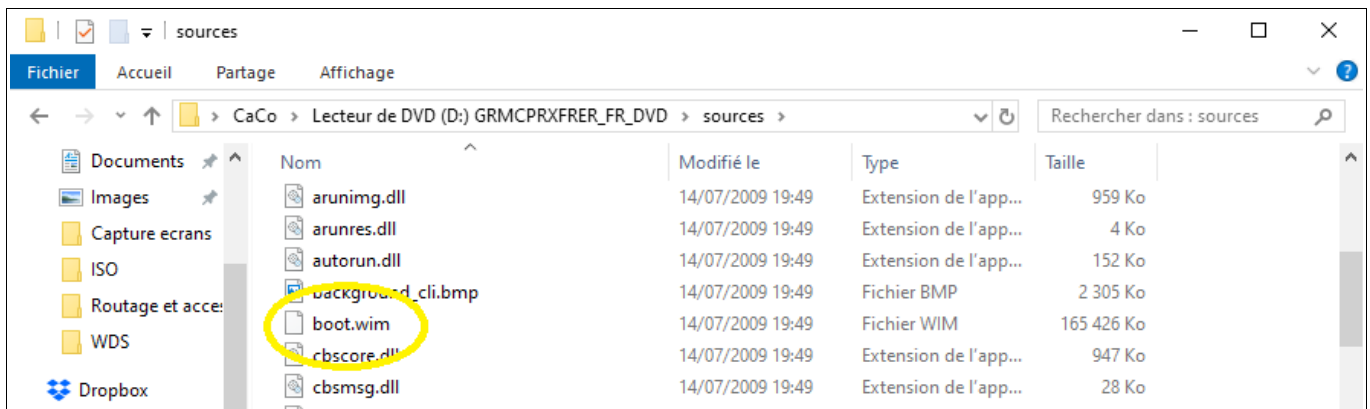 sources
Fichier Accueil Partage Affichage
CaCo > Lecteur de DVD (D:) GRMCPRXFRER_FR_DVD > sources > Rechercher dans : sources
Documents Nom Modifié le Type Taille
Images arunimg.dll 14/07/2009 19:49 Extension de l'app... 959 Ko
Capture ecrans arunres.dll 14/07/2009 19:49 Extension de l'app... 4 Ko
ISO autorun.dll 14/07/2009 19:49 Extension de l'app... 152 Ko
background_cli.bmp 14/07/2009 19:49 Fichier BMP 2 305 Ko
Routage et acce boot.wim 14/07/2009 19:49 Fichier WIM 165 426 Ko
WDS cbscore.dll 14/07/2009 19:49 Extension de l'app... 947 Ko
Dropbox cbsmsg.dll 14/07/2009 19:49 Extension de l'app... 28 Ko